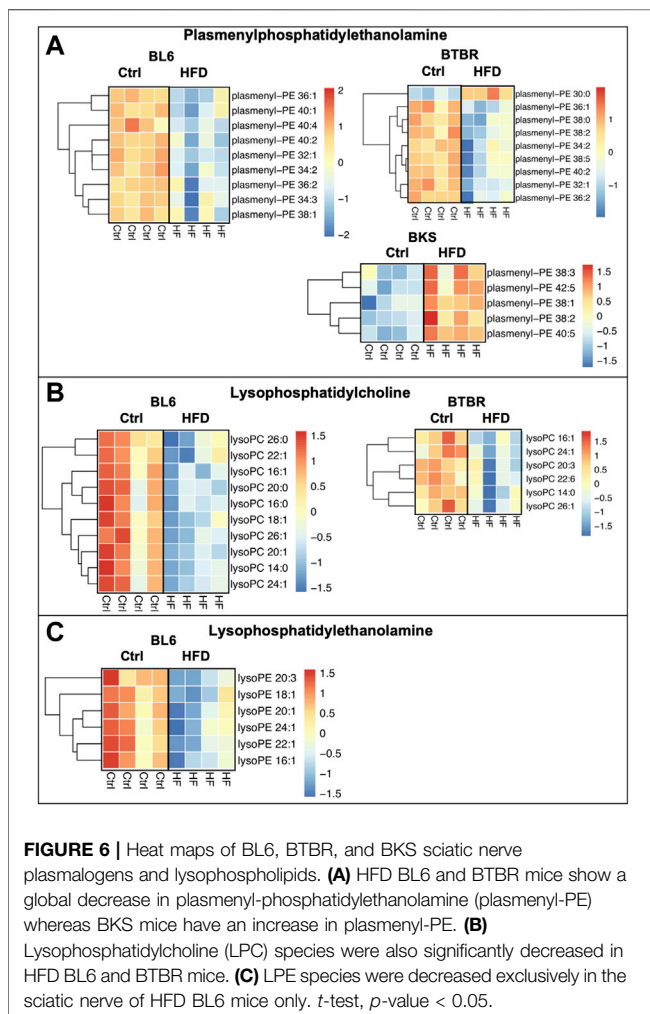 A
Plasmenylphosphatidylethanolamine
BL6
Ctrl HFD
plasmenyl-PE 36:1
plasmenyl-PE 40:1
plasmenyl-PE 40:4
plasmenyl-PE 40:2
plasmenyl-PE 32:1
plasmenyl-PE 34:2
plasmenyl-PE 36:2
plasmenyl-PE 34:3
plasmenyl-PE 38:1
2
1
0
−1
−2
Ctrl Ctrl Ctrl Ctrl HF HF HF HF
BTBR
Ctrl HFD
plasmenyl-PE 30:0
plasmenyl-PE 36:1
plasmenyl-PE 38:0
plasmenyl-PE 38:2
plasmenyl-PE 34:2
plasmenyl-PE 38:5
plasmenyl-PE 40:2
plasmenyl-PE 32:1
plasmenyl-PE 36:2
1
0
−1
Ctrl Ctrl Ctrl Ctrl HF HF HF HF
BKS
Ctrl HFD
plasmenyl-PE 38:3
plasmenyl-PE 42:5
plasmenyl-PE 38:1
plasmenyl-PE 38:2
plasmenyl-PE 40:5
1.5
1
0.5
0
−0.5
−1
−1.5
Ctrl Ctrl Ctrl Ctrl HF HF HF HF
B
Lysophosphatidylcholine
BL6
Ctrl HFD
lysoPC 26:0
lysoPC 22:1
lysoPC 16:1
lysoPC 20:0
lysoPC 16:0
lysoPC 18:1
lysoPC 26:1
lysoPC 20:1
lysoPC 14:0
lysoPC 24:1
1.5
1
0.5
0
−0.5
−1
−1.5
Ctrl Ctrl Ctrl Ctrl HF HF HF HF
BTBR
Ctrl HFD
lysoPC 16:1
lysoPC 24:1
lysoPC 20:3
lysoPC 22:6
lysoPC 14:0
lysoPC 26:1
1.5
1
0.5
0
−0.5
−1
−1.5
Ctrl Ctrl Ctrl Ctrl HF HF HF HF
C
Lysophosphatidylethanolamine
BL6
Ctrl HFD
lysoPE 20:3
lysoPE 18:1
lysoPE 20:1
lysoPE 24:1
lysoPE 22:1
lysoPE 16:1
1.5
1
0.5
0
−0.5
−1
−1.5
Ctrl Ctrl Ctrl Ctrl HF HF HF HF
FIGURE 6 | Heat maps of BL6, BTBR, and BKS sciatic nerve
plasmalogens and lysophospholipids. (A) HFD BL6 and BTBR mice show a
global decrease in plasmenyl-phosphatidylethanolamine (plasmenyl-PE)
whereas BKS mice have an increase in plasmenyl-PE. (B)
Lysophosphatidylcholine (LPC) species were also significantly decreased in
HFD BL6 and BTBR mice. (C) LPE species were decreased exclusively in the
sciatic nerve of HFD BL6 mice only. t-test, p-value < 0.05.